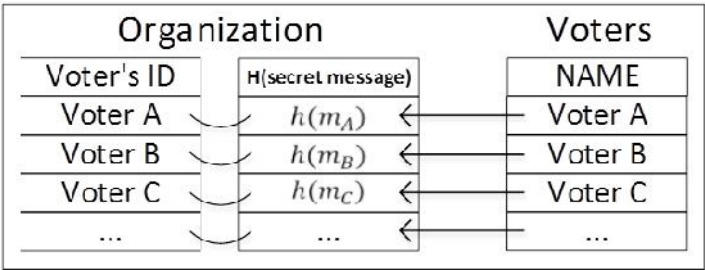 Organization Voters
Voter's ID H(secret message) NAME
Voter A h(m_A) Voter A
Voter B h(m_B) Voter B
Voter C h(m_C) Voter C
... ... ...